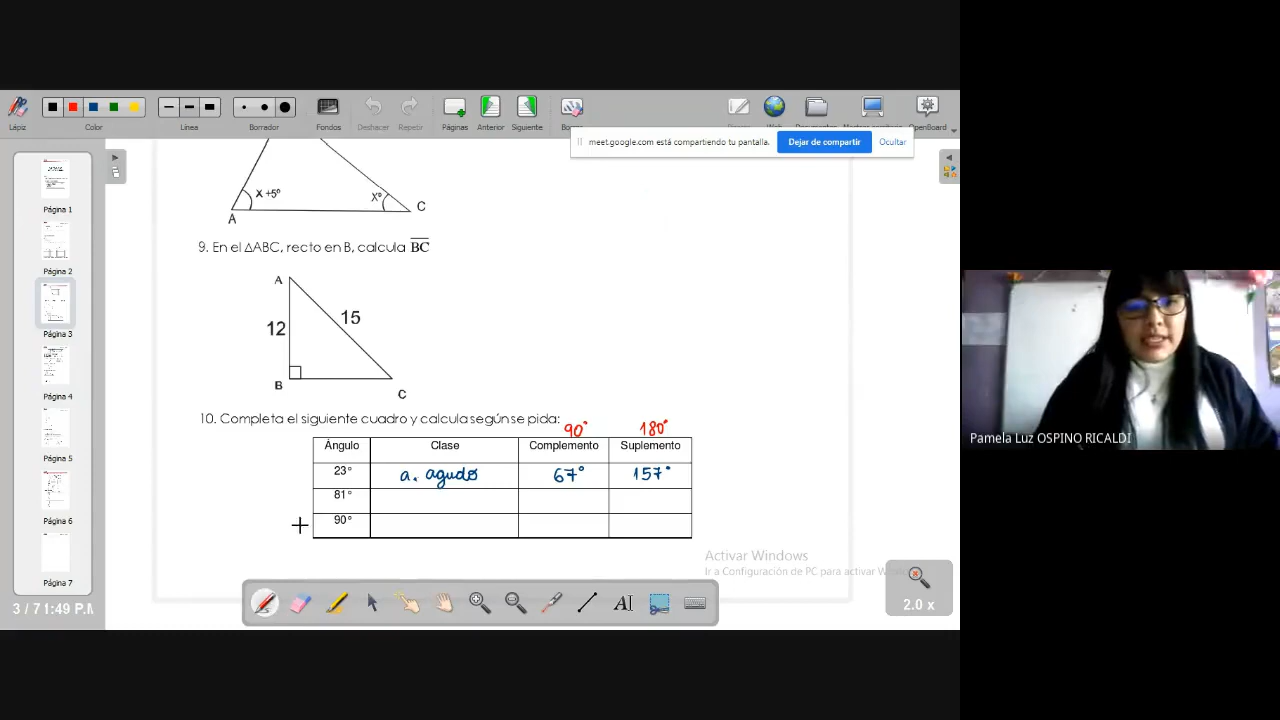 Lápiz
Color
Línea
Borrador
Fondos
Deshacer
Repetir
Páginas
Anterior
Siguiente
OpenBoard
meet.google.com está compartiendo tu pantalla.
Dejar de compartir
Ocultar
Página 1
Página 2
Página 3
Página 4
Página 5
Página 6
Página 7
3 / 7
1:49 P.M
x +5º
Xº
A
C
9. En el △ABC, recto en B, calcula BC
A
12
15
B
C
10. Completa el siguiente cuadro y calcula según se pida:
90° 180°
Ángulo Clase Complemento Suplemento
23° a. agudo 67° 157°
81°
90°
Activar Windows
Ir a Configuración de PC para activar
2.0 x
Pamela Luz OSPINO RICALDI